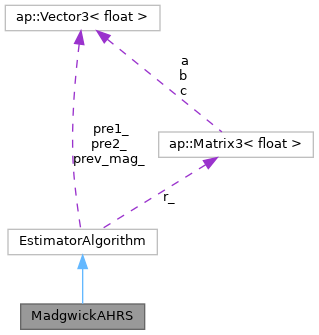 ap::Vector3< float >
a
b
c
pre1_
pre2_
prev_mag_
ap::Matrix3< float >
r_
EstimatorAlgorithm
MadgwickAHRS